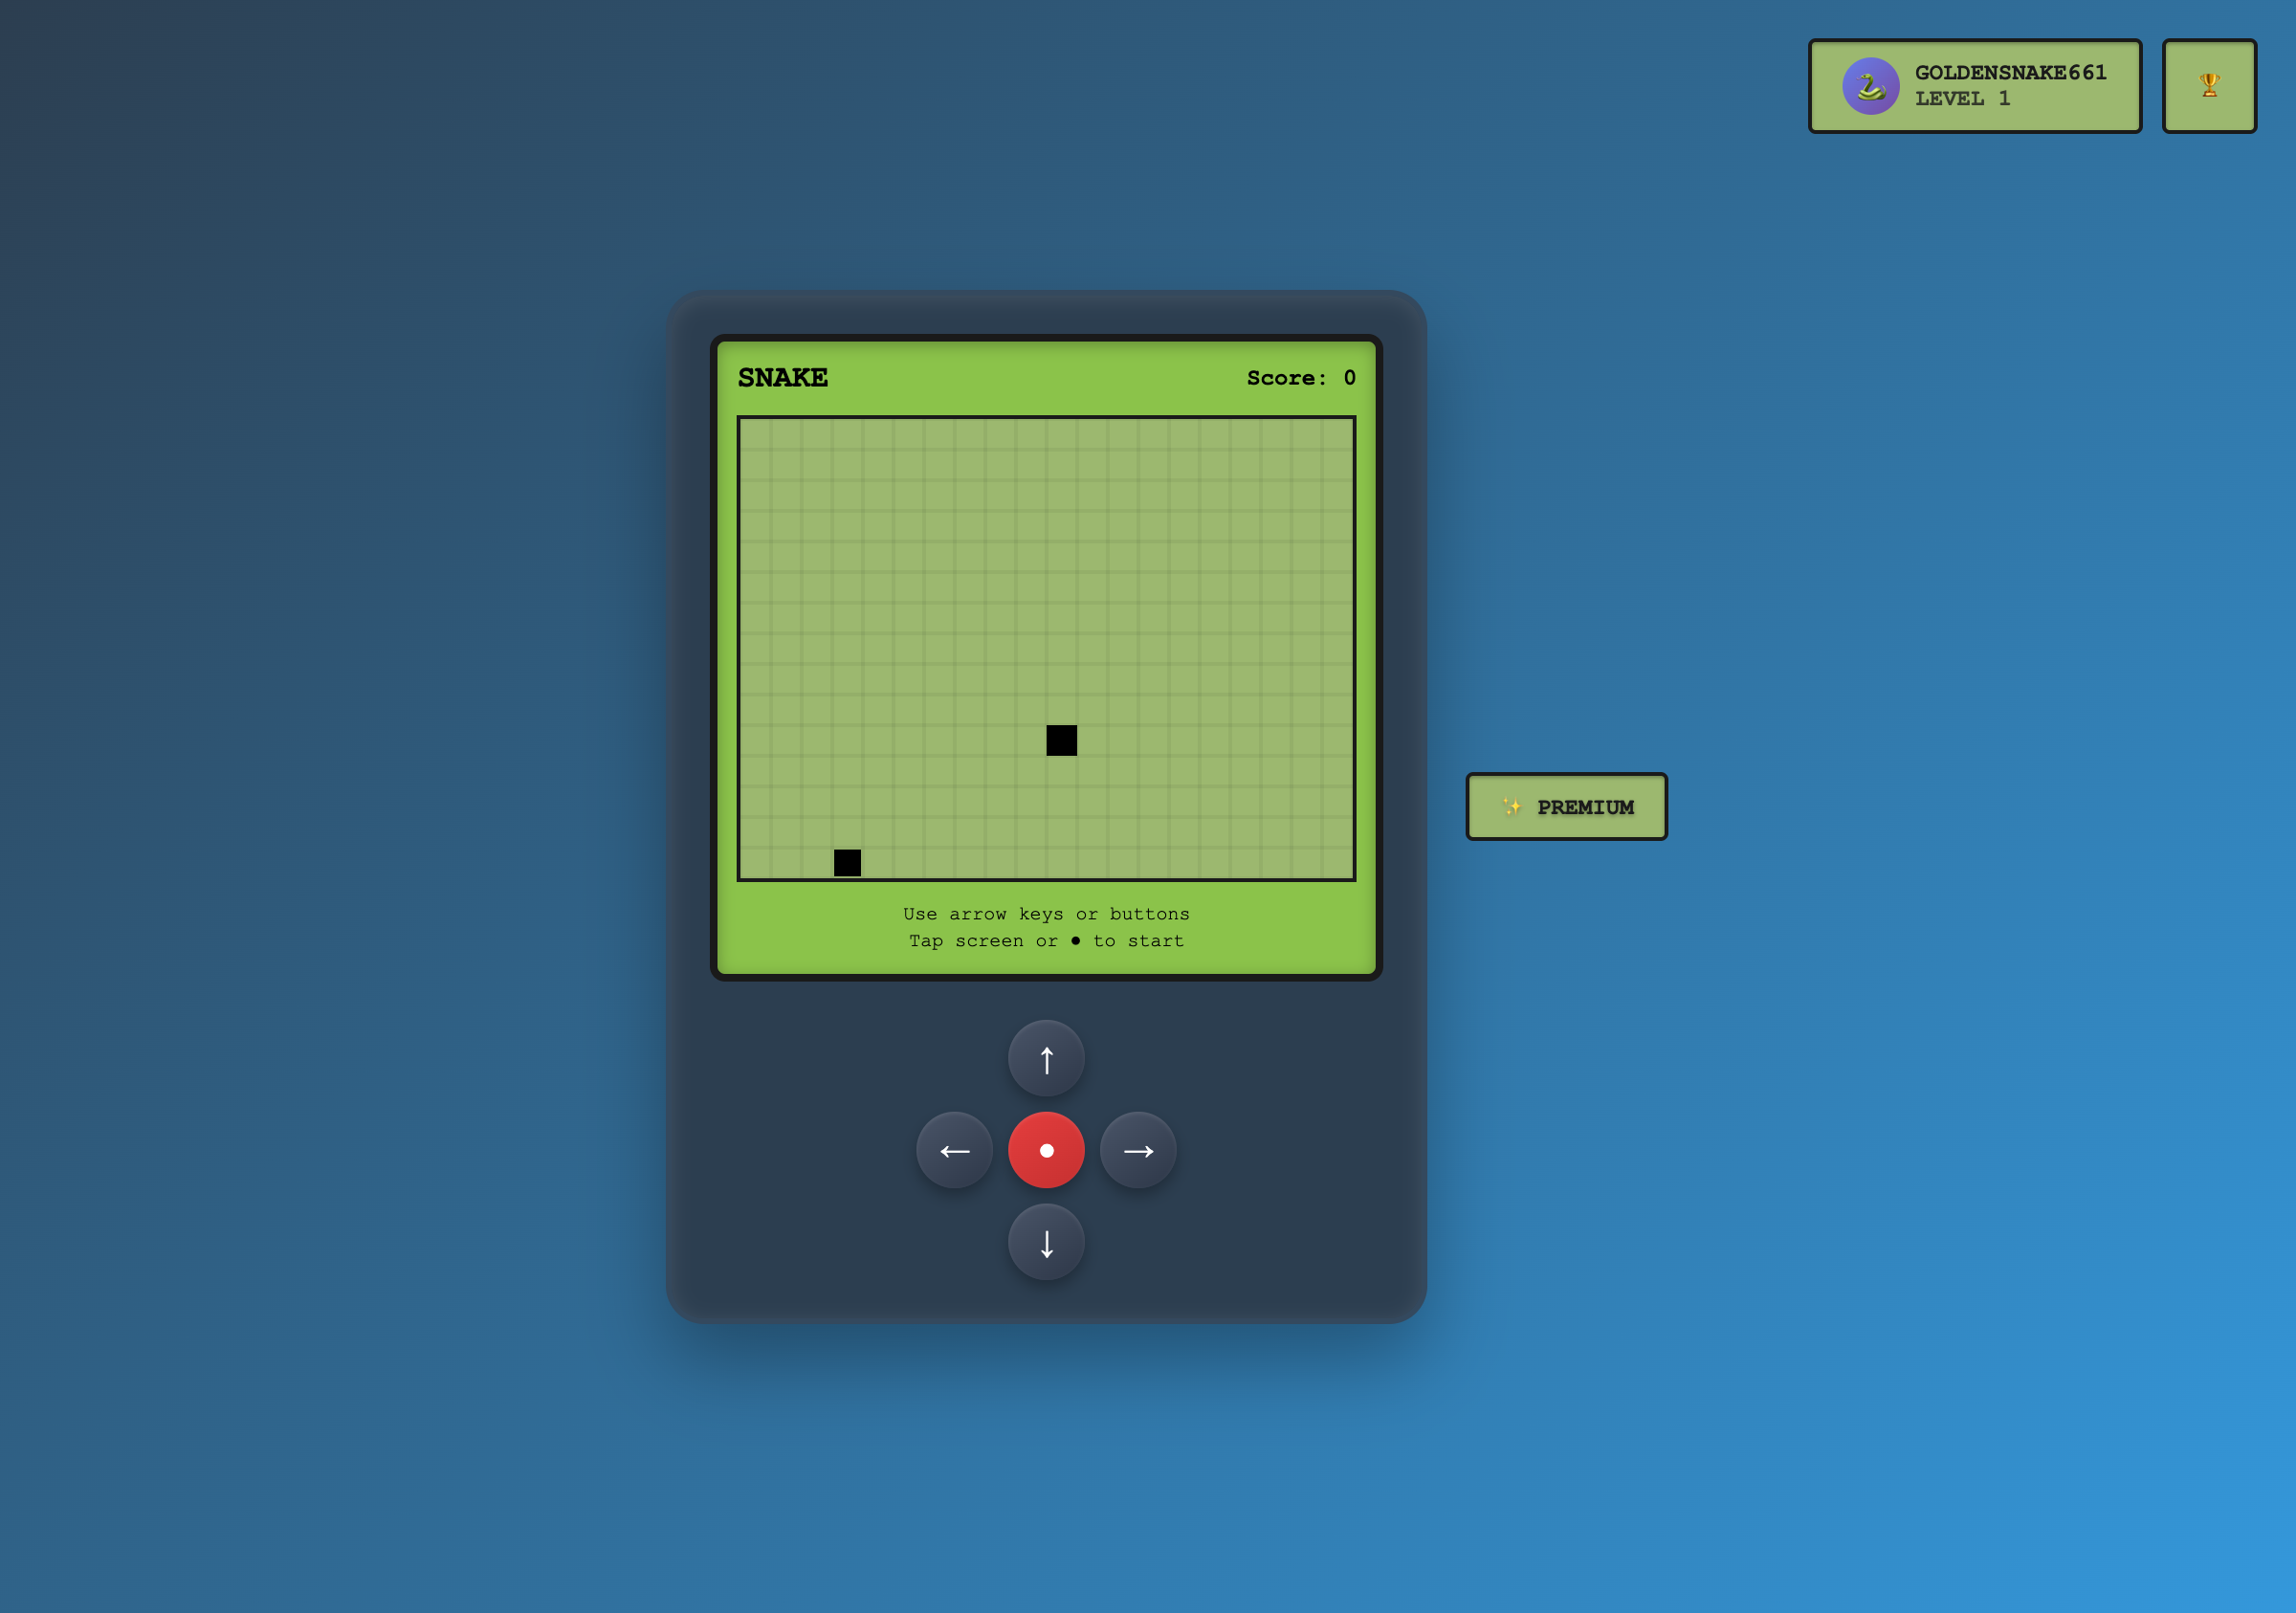 GOLDENSNAKE661
LEVEL 1
SNAKE
Score: 0
Use arrow keys or buttons
Tap screen or ● to start
PREMIUM
↑
← ● →
↓